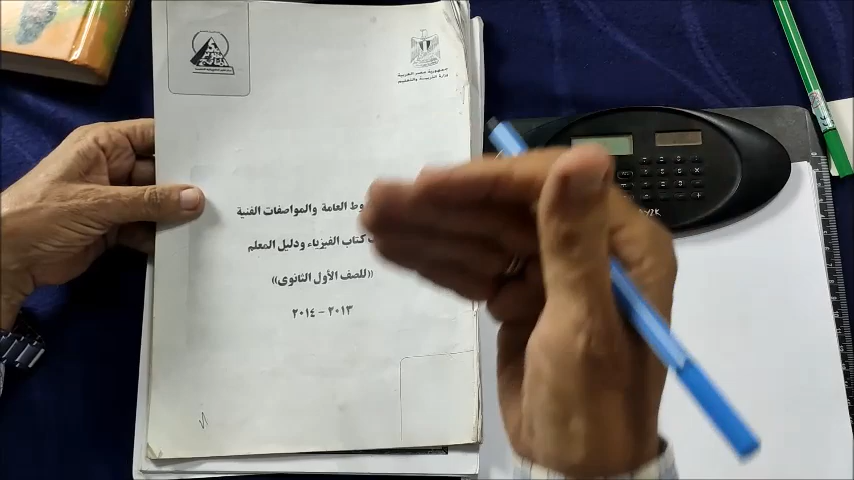 جمهورية مصر العربية
وزارة التربية والتعليم
العامة والمواصفات الفنية
كتاب الفيزياء ودليل المعلم
«للصف الأول الثانوى»
٢٠١٣ - ٢٠١٤